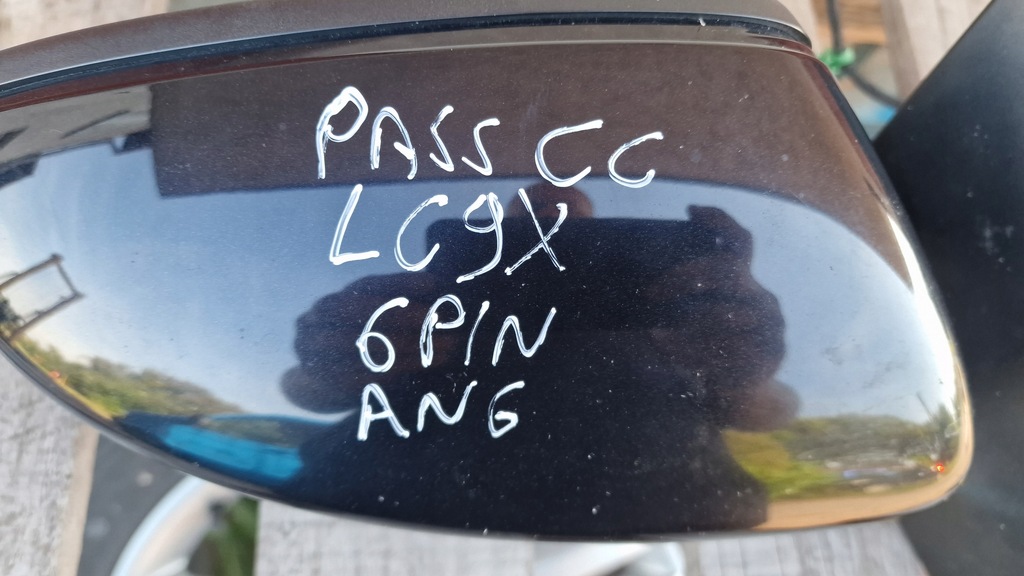 PASS CC
LC9X
6PIN
ANG